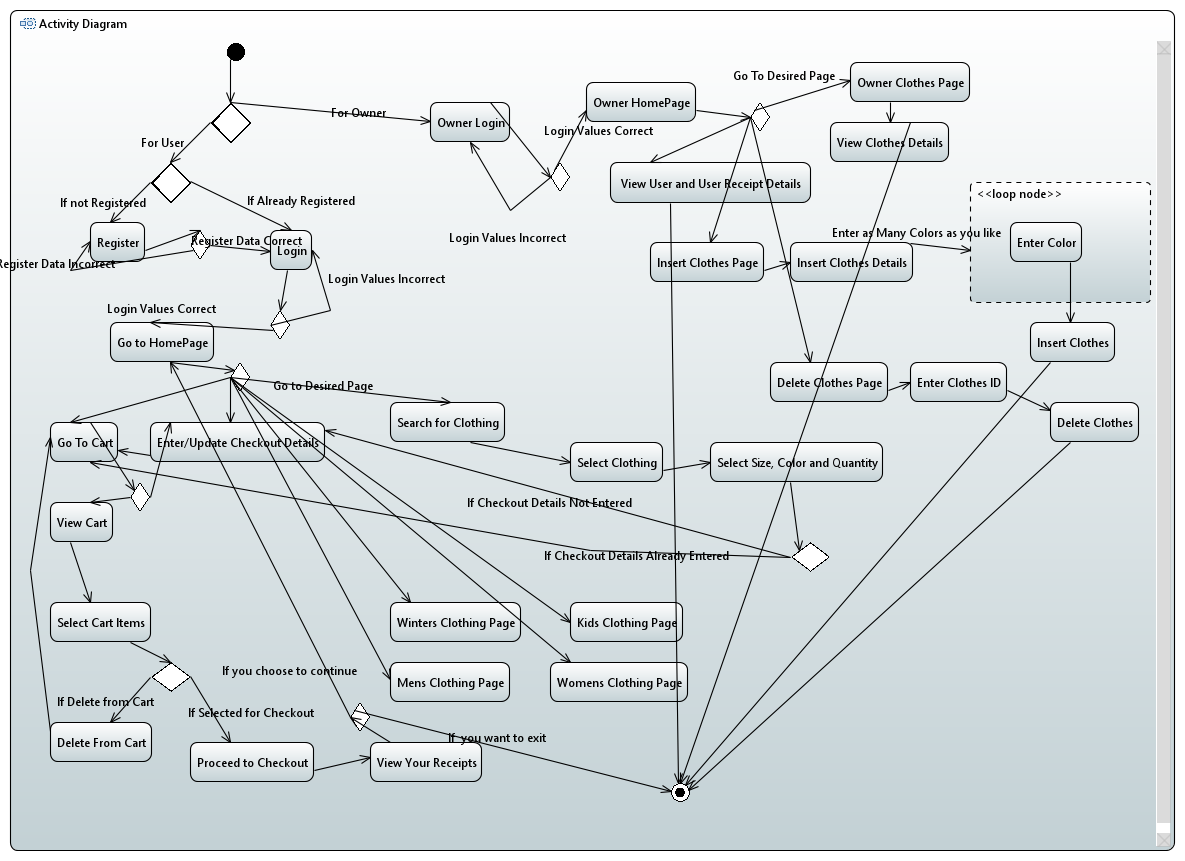 Activity Diagram
Go To Desired Page
Owner Clothes Page
Owner HomePage
For Owner
Owner Login
Login Values Correct
For User
View Clothes Details
View User and User Receipt Details
<<loop node>>
If not Registered
If Already Registered
Enter as Many Colors as you like
Register
Register Data Correct
Login
Login Values Incorrect
Enter Color
Register Data Incorrect
Insert Clothes Page
Insert Clothes Details
Login Values Incorrect
Login Values Correct
Go to HomePage
Insert Clothes
Go to Desired Page
Delete Clothes Page
Enter Clothes ID
Search for Clothing
Delete Clothes
Go To Cart
Enter/Update Checkout Details
Select Clothing
Select Size, Color and Quantity
If Checkout Details Not Entered
View Cart
If Checkout Details Already Entered
Select Cart Items
Winters Clothing Page
Kids Clothing Page
If you choose to continue
Mens Clothing Page
Womens Clothing Page
If Delete from Cart
If Selected for Checkout
Delete From Cart
If you want to exit
Proceed to Checkout
View Your Receipts